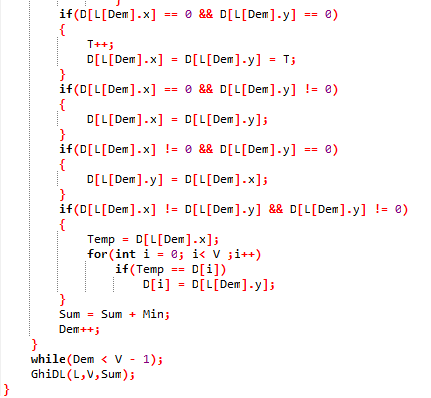 }
if(D[L[Dem].x] == 0 && D[L[Dem].y] == 0)
{
T++;
D[L[Dem].x] = D[L[Dem].y] = T;
}
if(D[L[Dem].x] == 0 && D[L[Dem].y] != 0)
{
D[L[Dem].x] = D[L[Dem].y];
}
if(D[L[Dem].x] != 0 && D[L[Dem].y] == 0)
{
D[L[Dem].y] = D[L[Dem].x];
}
if(D[L[Dem].x] != D[L[Dem].y] && D[L[Dem].y] != 0)
{
Temp = D[L[Dem].x];
for(int i = 0; i< V ;i++)
if(Temp == D[i])
D[i] = D[L[Dem].y];
}
Sum = Sum + Min;
Dem++;
}
while(Dem < V - 1);
GhiDL(L,V,Sum);
}